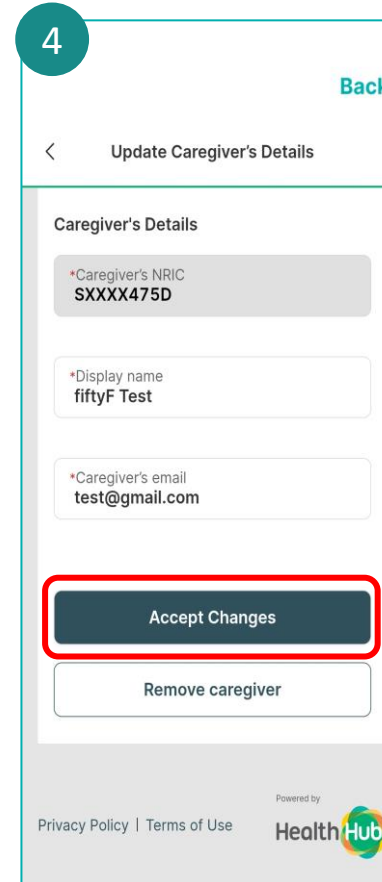 4
Back
< Update Caregiver's Details
Caregiver's Details
*Caregiver's NRIC
SXXXX475D
*Display name
fiftyF Test
*Caregiver's email
test@gmail.com
Accept Changes
Remove caregiver
Powered by
Privacy Policy | Terms of Use
HealthHub